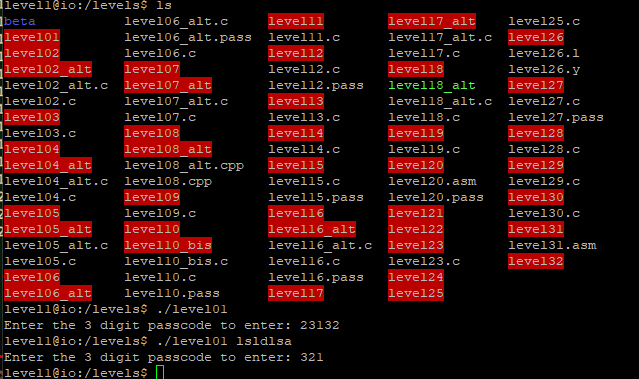 level1@io:/levels$ ls
beta level06_alt.c level11 level17_alt level25.c
level01 level06_alt.pass level11.c level17_alt.c level26
level02 level06.c level12 level17.c level26.l
level02_alt level07 level12.c level18 level26.y
level02_alt.c level07_alt level12.pass level18_alt level27
level02.c level07_alt.c level13 level18_alt.c level27.c
level03 level07.c level13.c level18.c level27.pass
level03.c level08 level14 level19 level28
level04 level08_alt level14.c level19.c level28.c
level04_alt level08_alt.cpp level15 level20 level29
level04_alt.c level08.cpp level15.c level20.asm level29.c
level04.c level09 level15.pass level20.pass level30
level05 level09.c level16 level21 level30.c
level05_alt level10 level16_alt level22 level31
level05_alt.c level10_bis level16_alt.c level23 level31.asm
level05.c level10_bis.c level16.c level23.c level32
level06 level10.c level16.pass level24
level06_alt level10.pass level17 level25
level1@io:/levels$ ./level01
Enter the 3 digit passcode to enter: 23132
level1@io:/levels$ ./level01 lsldlsa
Enter the 3 digit passcode to enter: 321
level1@io:/levels$